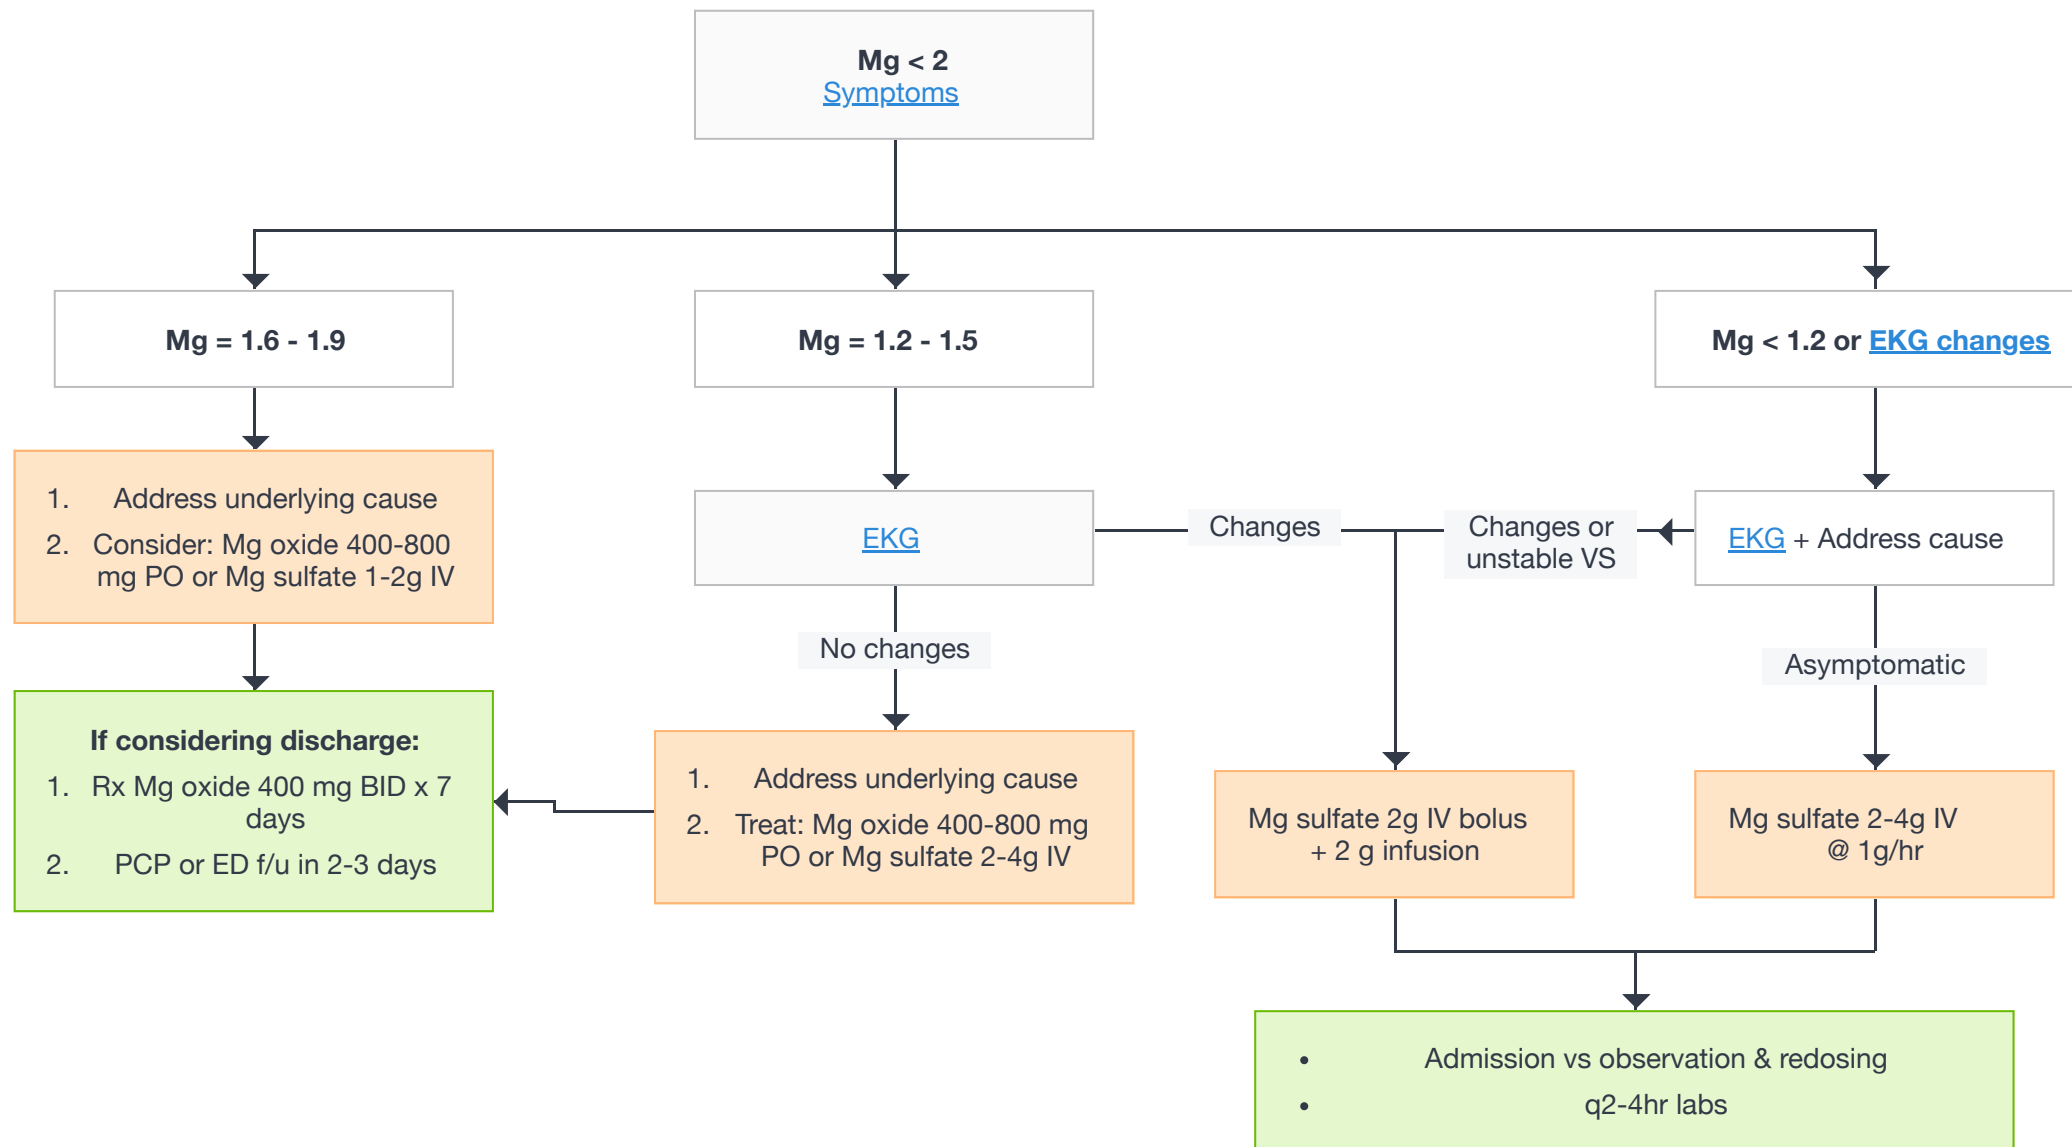 Mg < 2
Symptoms
Mg = 1.6 - 1.9
Mg = 1.2 - 1.5
Mg < 1.2 or EKG changes
1. Address underlying cause
2. Consider: Mg oxide 400-800
mg PO or Mg sulfate 1-2g IV
EKG
Changes
Changes or
unstable VS
EKG + Address cause
No changes
Asymptomatic
If considering discharge:
1. Rx Mg oxide 400 mg BID x 7
days
2. PCP or ED f/u in 2-3 days
1. Address underlying cause
2. Treat: Mg oxide 400-800 mg
PO or Mg sulfate 2-4g IV
Mg sulfate 2g IV bolus
+ 2 g infusion
Mg sulfate 2-4g IV
@ 1g/hr
• Admission vs observation & redosing
• q2-4hr labs